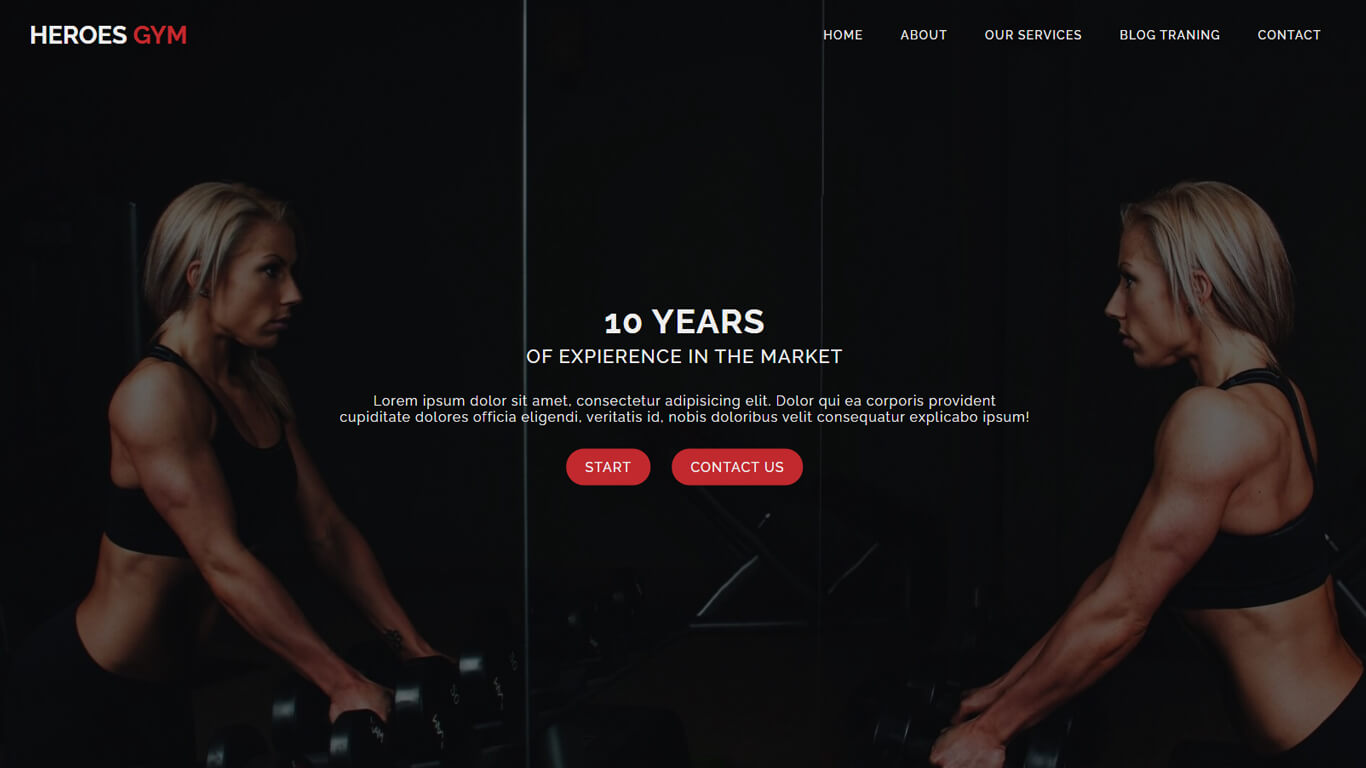 HEROES GYM
HOME ABOUT OUR SERVICES BLOG TRANING CONTACT
10 YEARS
OF EXPIERENCE IN THE MARKET
Lorem ipsum dolor sit amet, consectetur adipisicing elit. Dolor qui ea corporis provident
cupiditate dolores officia eligendi, veritatis id, nobis doloribus velit consequatur explicabo ipsum!
START CONTACT US